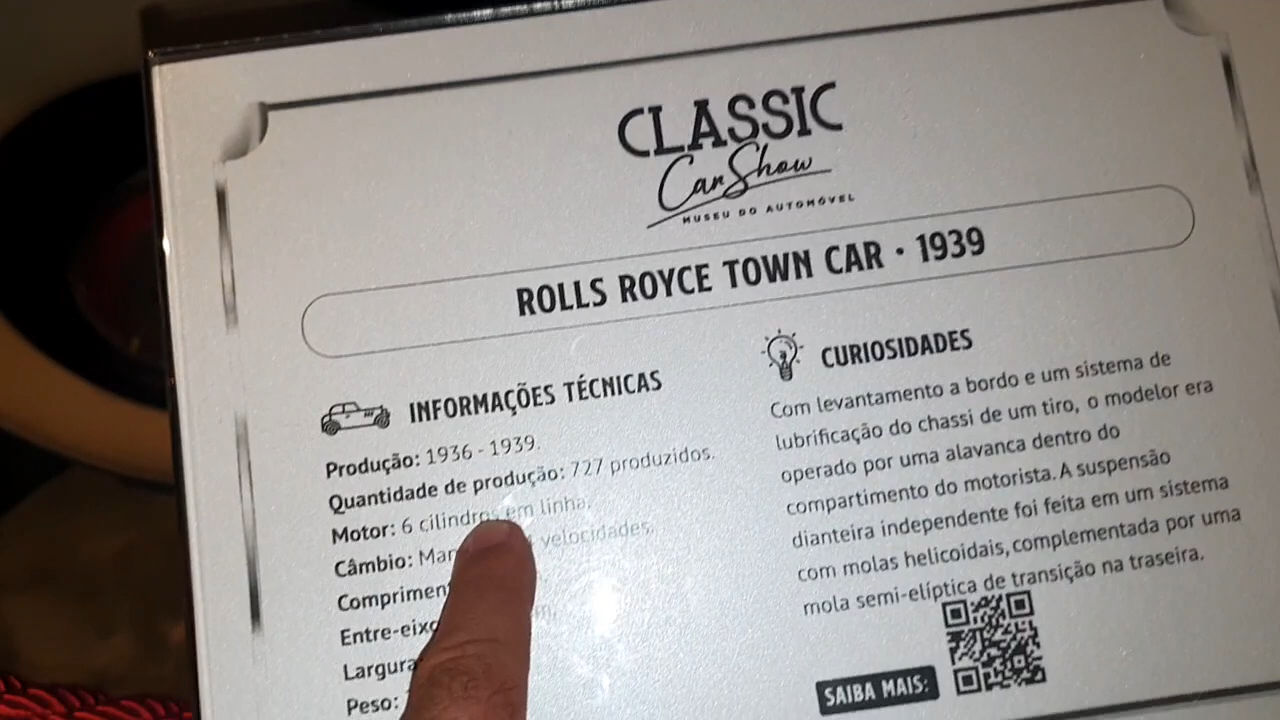 CLASSIC
Car Show
MUSEU DO AUTOMÓVEL
ROLLS ROYCE TOWN CAR • 1939
INFORMAÇÕES TÉCNICAS
Produção: 1936 - 1939.
Quantidade de produção: 727 produzidos.
Motor: 6 cilindros em linha.
Câmbio: velocidades.
Entre-eixo
Largura
Peso:
CURIOSIDADES
Com levantamento a bordo e um sistema de
lubrificação do chassi de um tiro, o modelor era
operado por uma alavanca dentro do
compartimento do motorista. A suspensão
dianteira independente foi feita em um sistema
com molas helicoidais, complementada por uma
mola semi-elíptica de transição na traseira.
SAIBA MAIS: